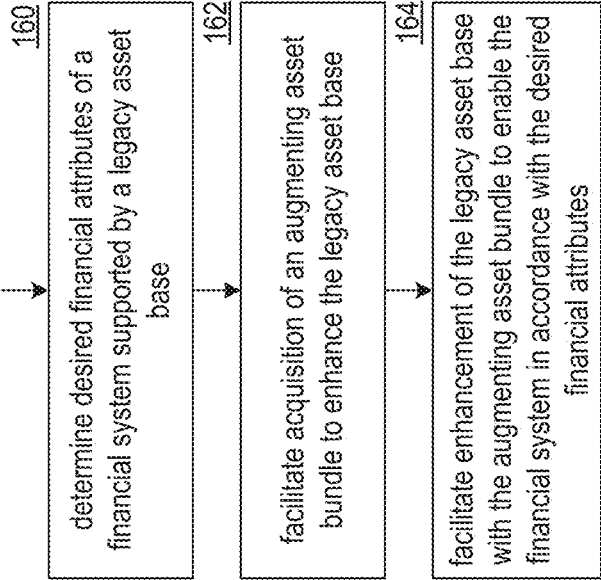 160
determine desired financial attributes of a
financial system supported by a legacy asset
base
162
facilitate acquisition of an augmenting asset
bundle to enhance the legacy asset base
164
facilitate enhancement of the legacy asset base
with the augmenting asset bundle to enable the
financial system in accordance with the desired
financial attributes